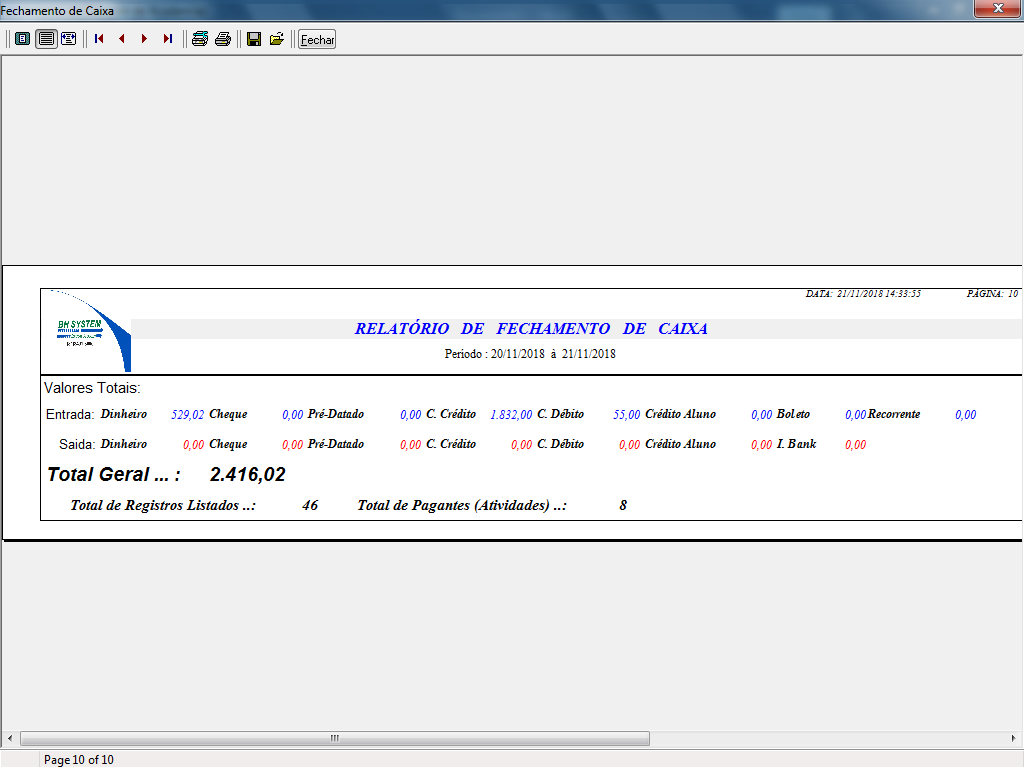 Fechamento de Caixa
Fechar
DATA: 21/11/2018 14:33:55 PÁGINA: 10
BH SYSTEM
RELATÓRIO DE FECHAMENTO DE CAIXA
Periodo : 20/11/2018 à 21/11/2018
Valores Totais:
Entrada: Dinheiro 529,02 Cheque 0,00 Pré-Datado 0,00 C. Crédito 1.832,00 C. Débito 55,00 Crédito Aluno 0,00 Boleto 0,00 Recorrente 0,00
Saida: Dinheiro 0,00 Cheque 0,00 Pré-Datado 0,00 C. Crédito 0,00 C. Débito 0,00 Crédito Aluno 0,00 I. Bank 0,00
Total Geral ... : 2.416,02
Total de Registros Listados ..: 46 Total de Pagantes (Atividades) ..: 8
Page 10 of 10